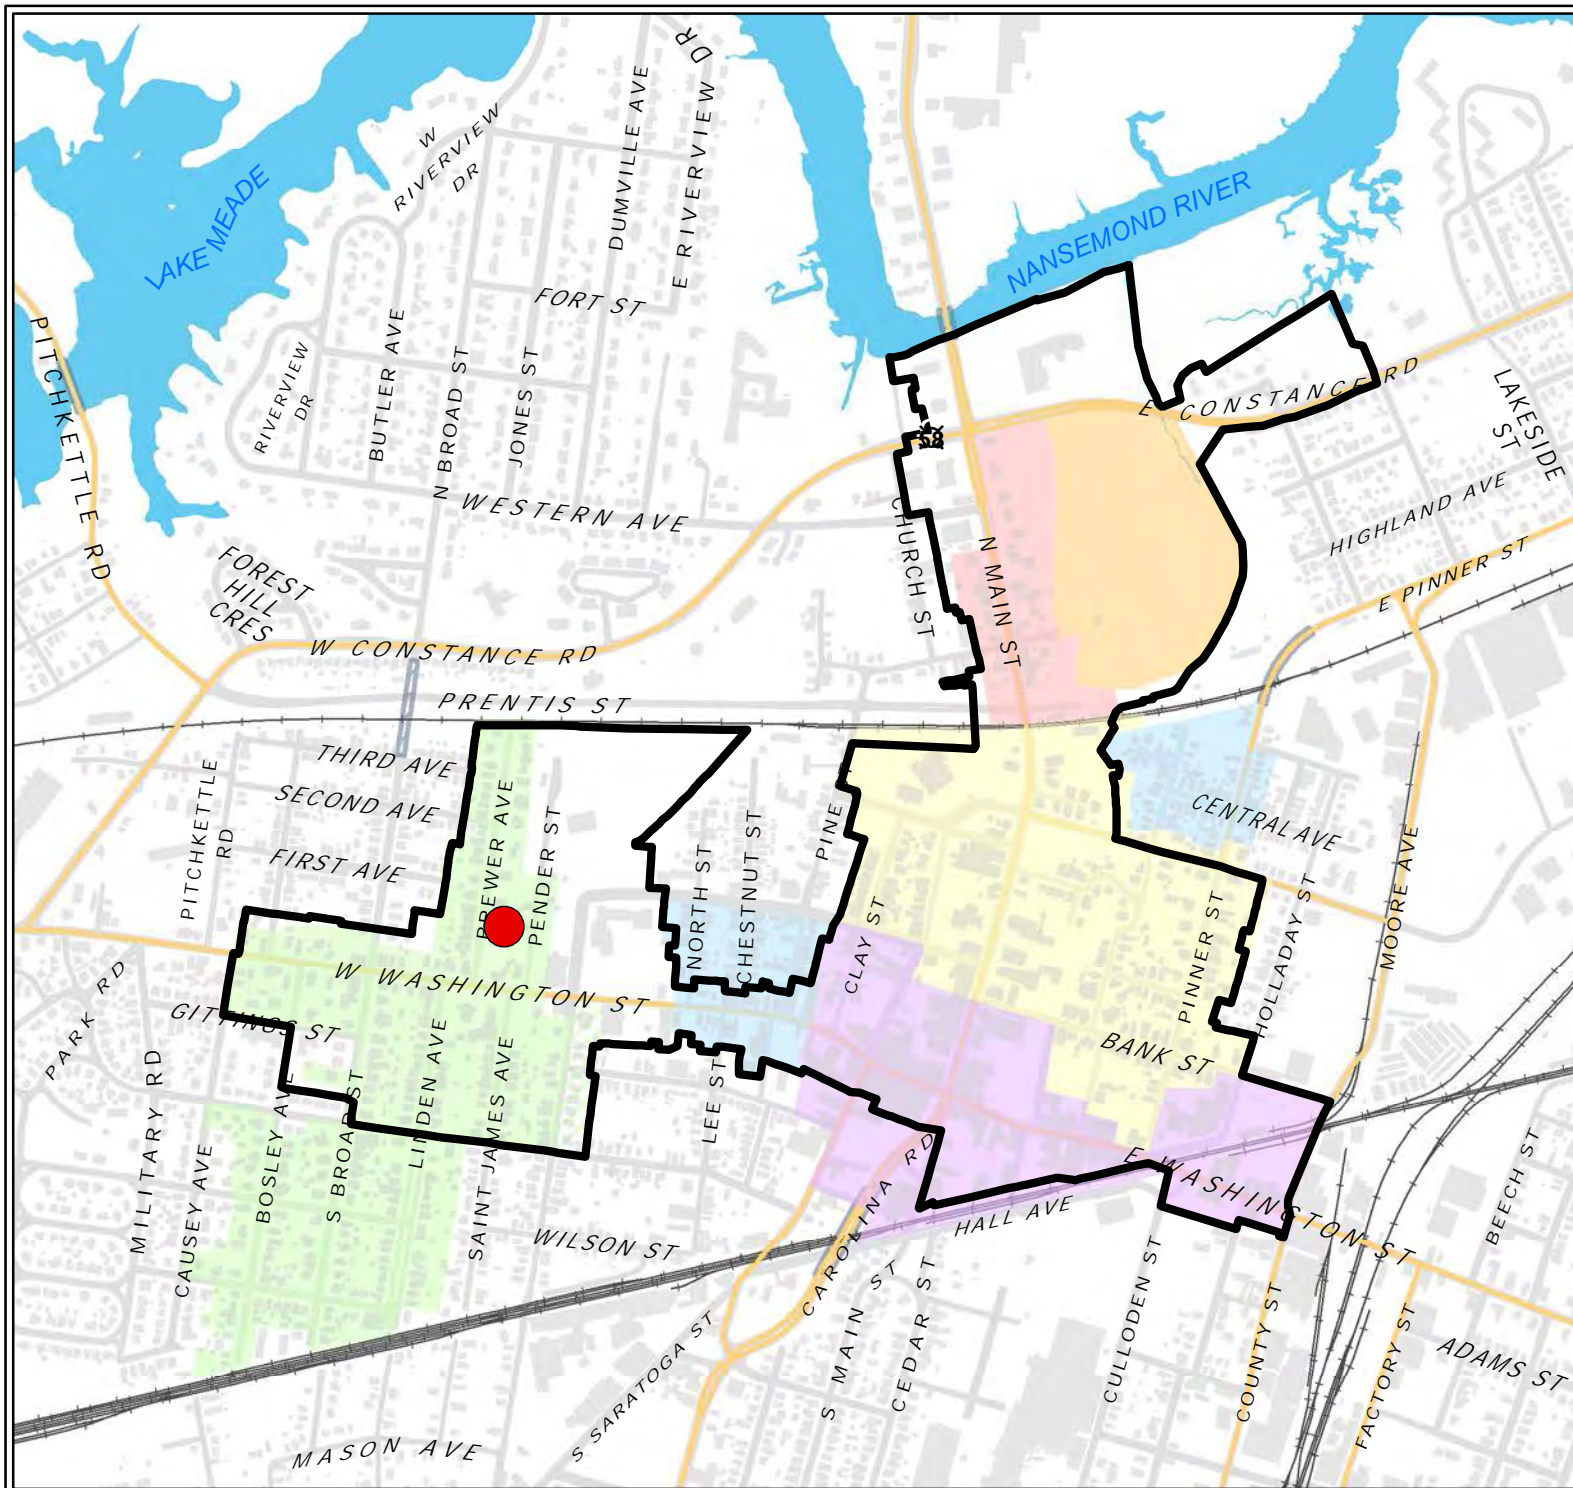 DR
W
RIVERVIEW
DR
DUMVILLE AVE
E RIVERVIEW
LAKE MEADE
NANSEMOND RIVER
FORT ST
PITCHKETTLE RD
RIVERVIEW
DR
BUTLER AVE
N BROAD ST
JONES ST
E CONSTANCE RD
LAKESIDE
ST
58
WESTERN AVE
CHURCH ST
N MAIN ST
HIGHLAND AVE
E PINNER ST
FOREST
HILL
CRES
W CONSTANCE RD
PRENTIS ST
THIRD AVE
SECOND AVE
FIRST AVE
PITCHKETTLE
RD
BREWER AVE
PENDER ST
NORTH ST
CHESTNUT ST
PINE ST
CENTRAL AVE
MOORE AVE
CLAY ST
PINNER ST
HOLLADAY ST
W WASHINGTON ST
PARK RD
GITTINGS ST
BANK ST
MILITARY RD
CAUSEY AVE
BOSLEY AVE
S BROAD ST
LINDEN AVE
SAINT JAMES AVE
LEE ST
CAROLINA RD
E WASHINGTON ST
HALL AVE
WILSON ST
BEECH ST
S SARATOGA ST
S MAIN ST
CEDAR ST
CULLODEN ST
COUNTY ST
FACTORY ST
ADAMS ST
MASON AVE